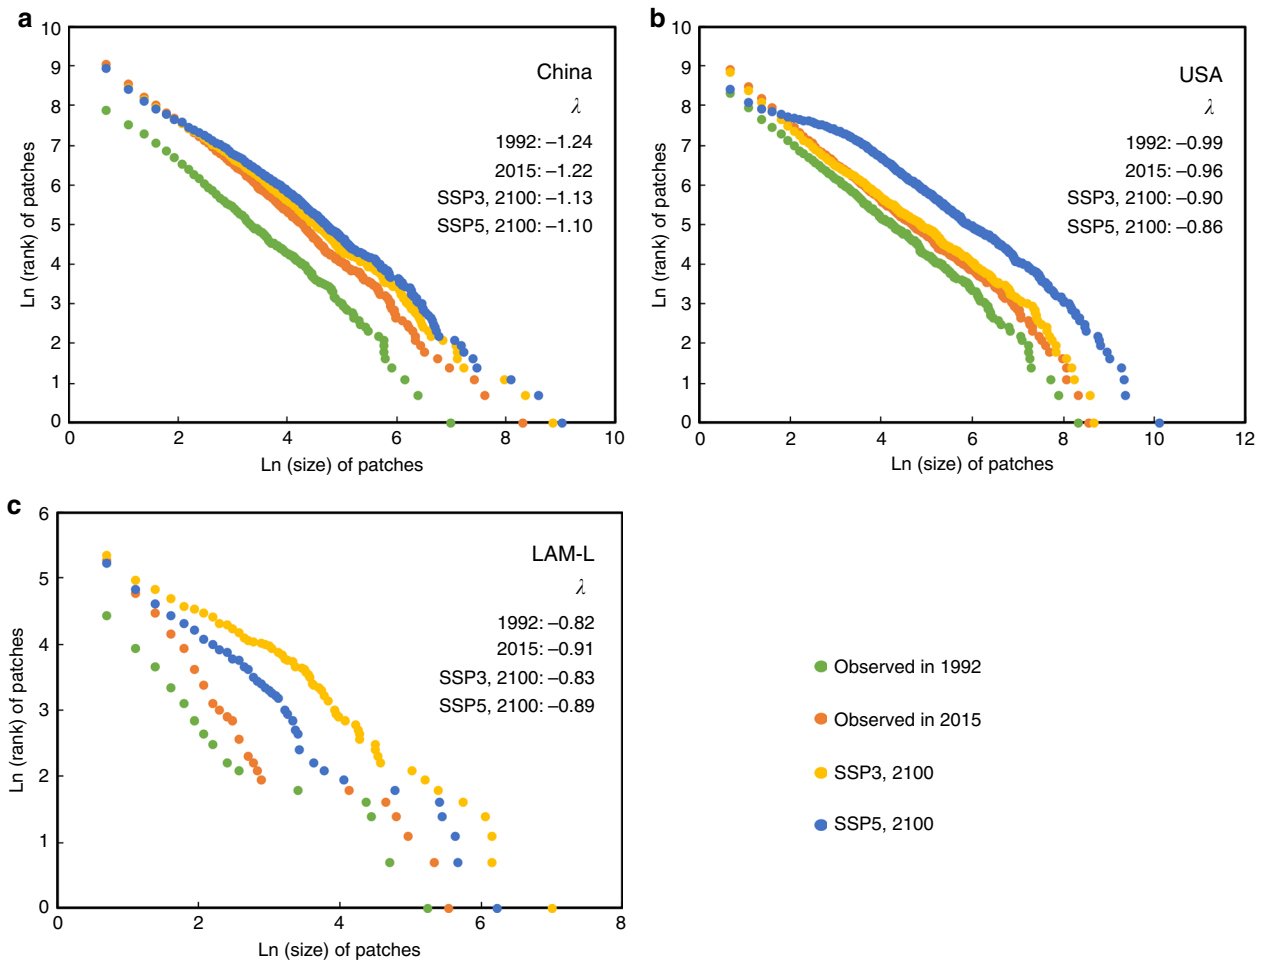 a
10
9
8
7
6
5
4
3
2
1
0
Ln (rank) of patches
China
λ
1992: –1.24
2015: –1.22
SSP3, 2100: –1.13
SSP5, 2100: –1.10
0 2 4 6 8 10
Ln (size) of patches
b
10
9
8
7
6
5
4
3
2
1
0
Ln (rank) of patches
USA
λ
1992: –0.99
2015: –0.96
SSP3, 2100: –0.90
SSP5, 2100: –0.86
0 2 4 6 8 10 12
Ln (size) of patches
c
6
5
4
3
2
1
0
Ln (rank) of patches
LAM-L
λ
1992: –0.82
2015: –0.91
SSP3, 2100: –0.83
SSP5, 2100: –0.89
0 2 4 6 8
Ln (size) of patches
Observed in 1992
Observed in 2015
SSP3, 2100
SSP5, 2100